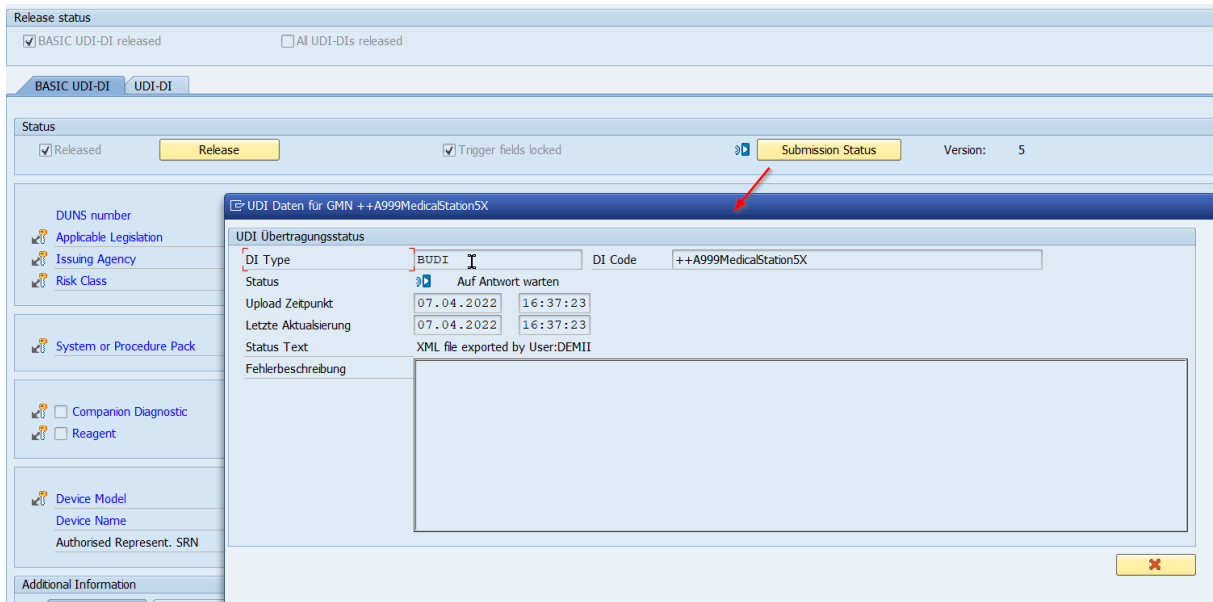 Release status
BASIC UDI-DI released All UDI-DIs released
BASIC UDI-DI UDI-DI
Status
Released Release Trigger fields locked Submission Status Version: 5
DUNS number
Applicable Legislation
Issuing Agency
Risk Class
System or Procedure Pack
Companion Diagnostic
Reagent
Device Model
Device Name
Authorised Represent. SRN
Additional Information
UDI Daten für GMN ++A999MedicalStation5X
UDI Übertragungsstatus
DI Type BUDI DI Code ++A999MedicalStation5X
Status Auf Antwort warten
Upload Zeitpunkt 07.04.2022 16:37:23
Letzte Aktualsierung 07.04.2022 16:37:23
Status Text XML file exported by User:DEMII
Fehlerbeschreibung